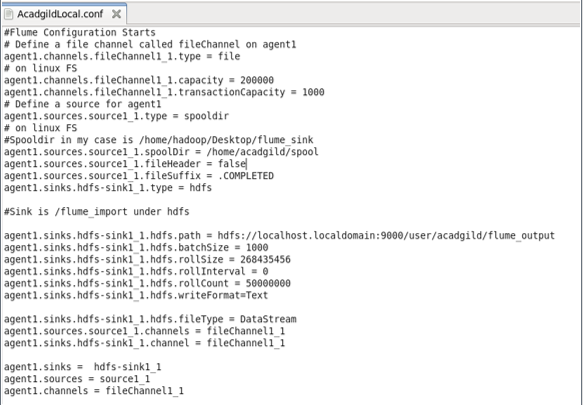 AcadgildLocal.conf
#Flume Configuration Starts
# Define a file channel called fileChannel on agent1
agent1.channels.fileChannel1_1.type = file
# on linux FS
agent1.channels.fileChannel1_1.capacity = 200000
agent1.channels.fileChannel1_1.transactionCapacity = 1000
# Define a source for agent1
agent1.sources.source1_1.type = spooldir
# on linux FS
#Spooldir in my case is /home/hadoop/Desktop/flume_sink
agent1.sources.source1_1.spoolDir = /home/acadgild/spool
agent1.sources.source1_1.fileHeader = false
agent1.sources.source1_1.fileSuffix = .COMPLETED
agent1.sinks.hdfs-sink1_1.type = hdfs
#Sink is /flume_import under hdfs
agent1.sinks.hdfs-sink1_1.hdfs.path = hdfs://localhost.localdomain:9000/user/acadgild/flume_output
agent1.sinks.hdfs-sink1_1.hdfs.batchSize = 1000
agent1.sinks.hdfs-sink1_1.hdfs.rollSize = 268435456
agent1.sinks.hdfs-sink1_1.hdfs.rollInterval = 0
agent1.sinks.hdfs-sink1_1.hdfs.rollCount = 50000000
agent1.sinks.hdfs-sink1_1.hdfs.writeFormat=Text
agent1.sinks.hdfs-sink1_1.hdfs.fileType = DataStream
agent1.sources.source1_1.channels = fileChannel1_1
agent1.sinks.hdfs-sink1_1.channel = fileChannel1_1
agent1.sinks =  hdfs-sink1_1
agent1.sources = source1_1
agent1.channels = fileChannel1_1